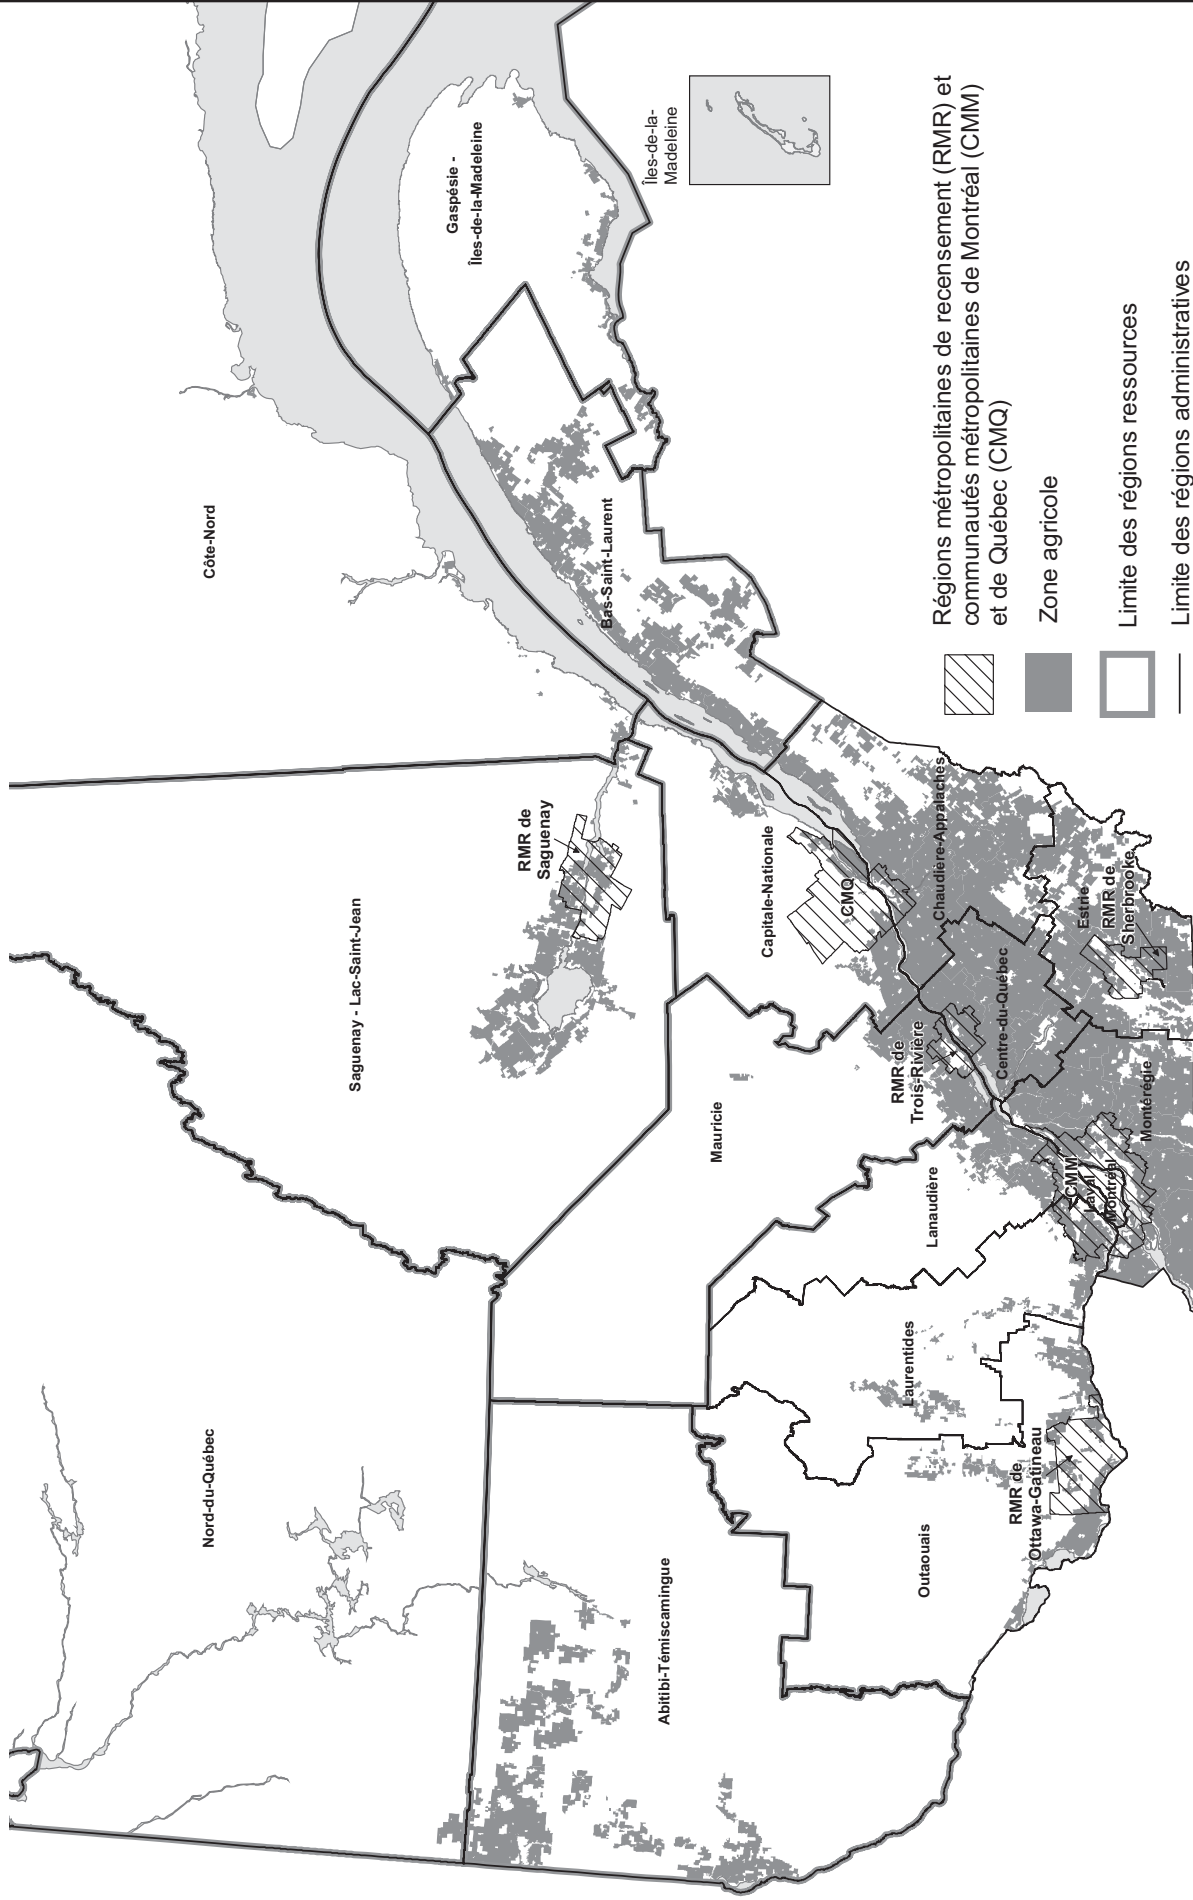 Côte-Nord
Gaspésie -
Îles-de-la-Madeleine
Îles-de-la-
Madeleine
Nord-du-Québec
Saguenay - Lac-Saint-Jean
RMR de
Saguenay
Bas-Saint-Laurent
Abitibi-Témiscamingue
Mauricie
Capitale-Nationale
CMQ
Chaudière-Appalaches
Outaouais
Laurentides
Lanaudière
RMR de
Trois-Rivière
Centre-du-Québec
Estrie
RMR de
Sherbrooke
RMR de
Ottawa-Gatineau
CMM
Laval
Montréal
Montérégie
Régions métropolitaines de recensement (RMR) et
communautés métropolitaines de Montréal (CMM)
et de Québec (CMQ)
Zone agricole
Limite des régions ressources
Limite des régions administratives